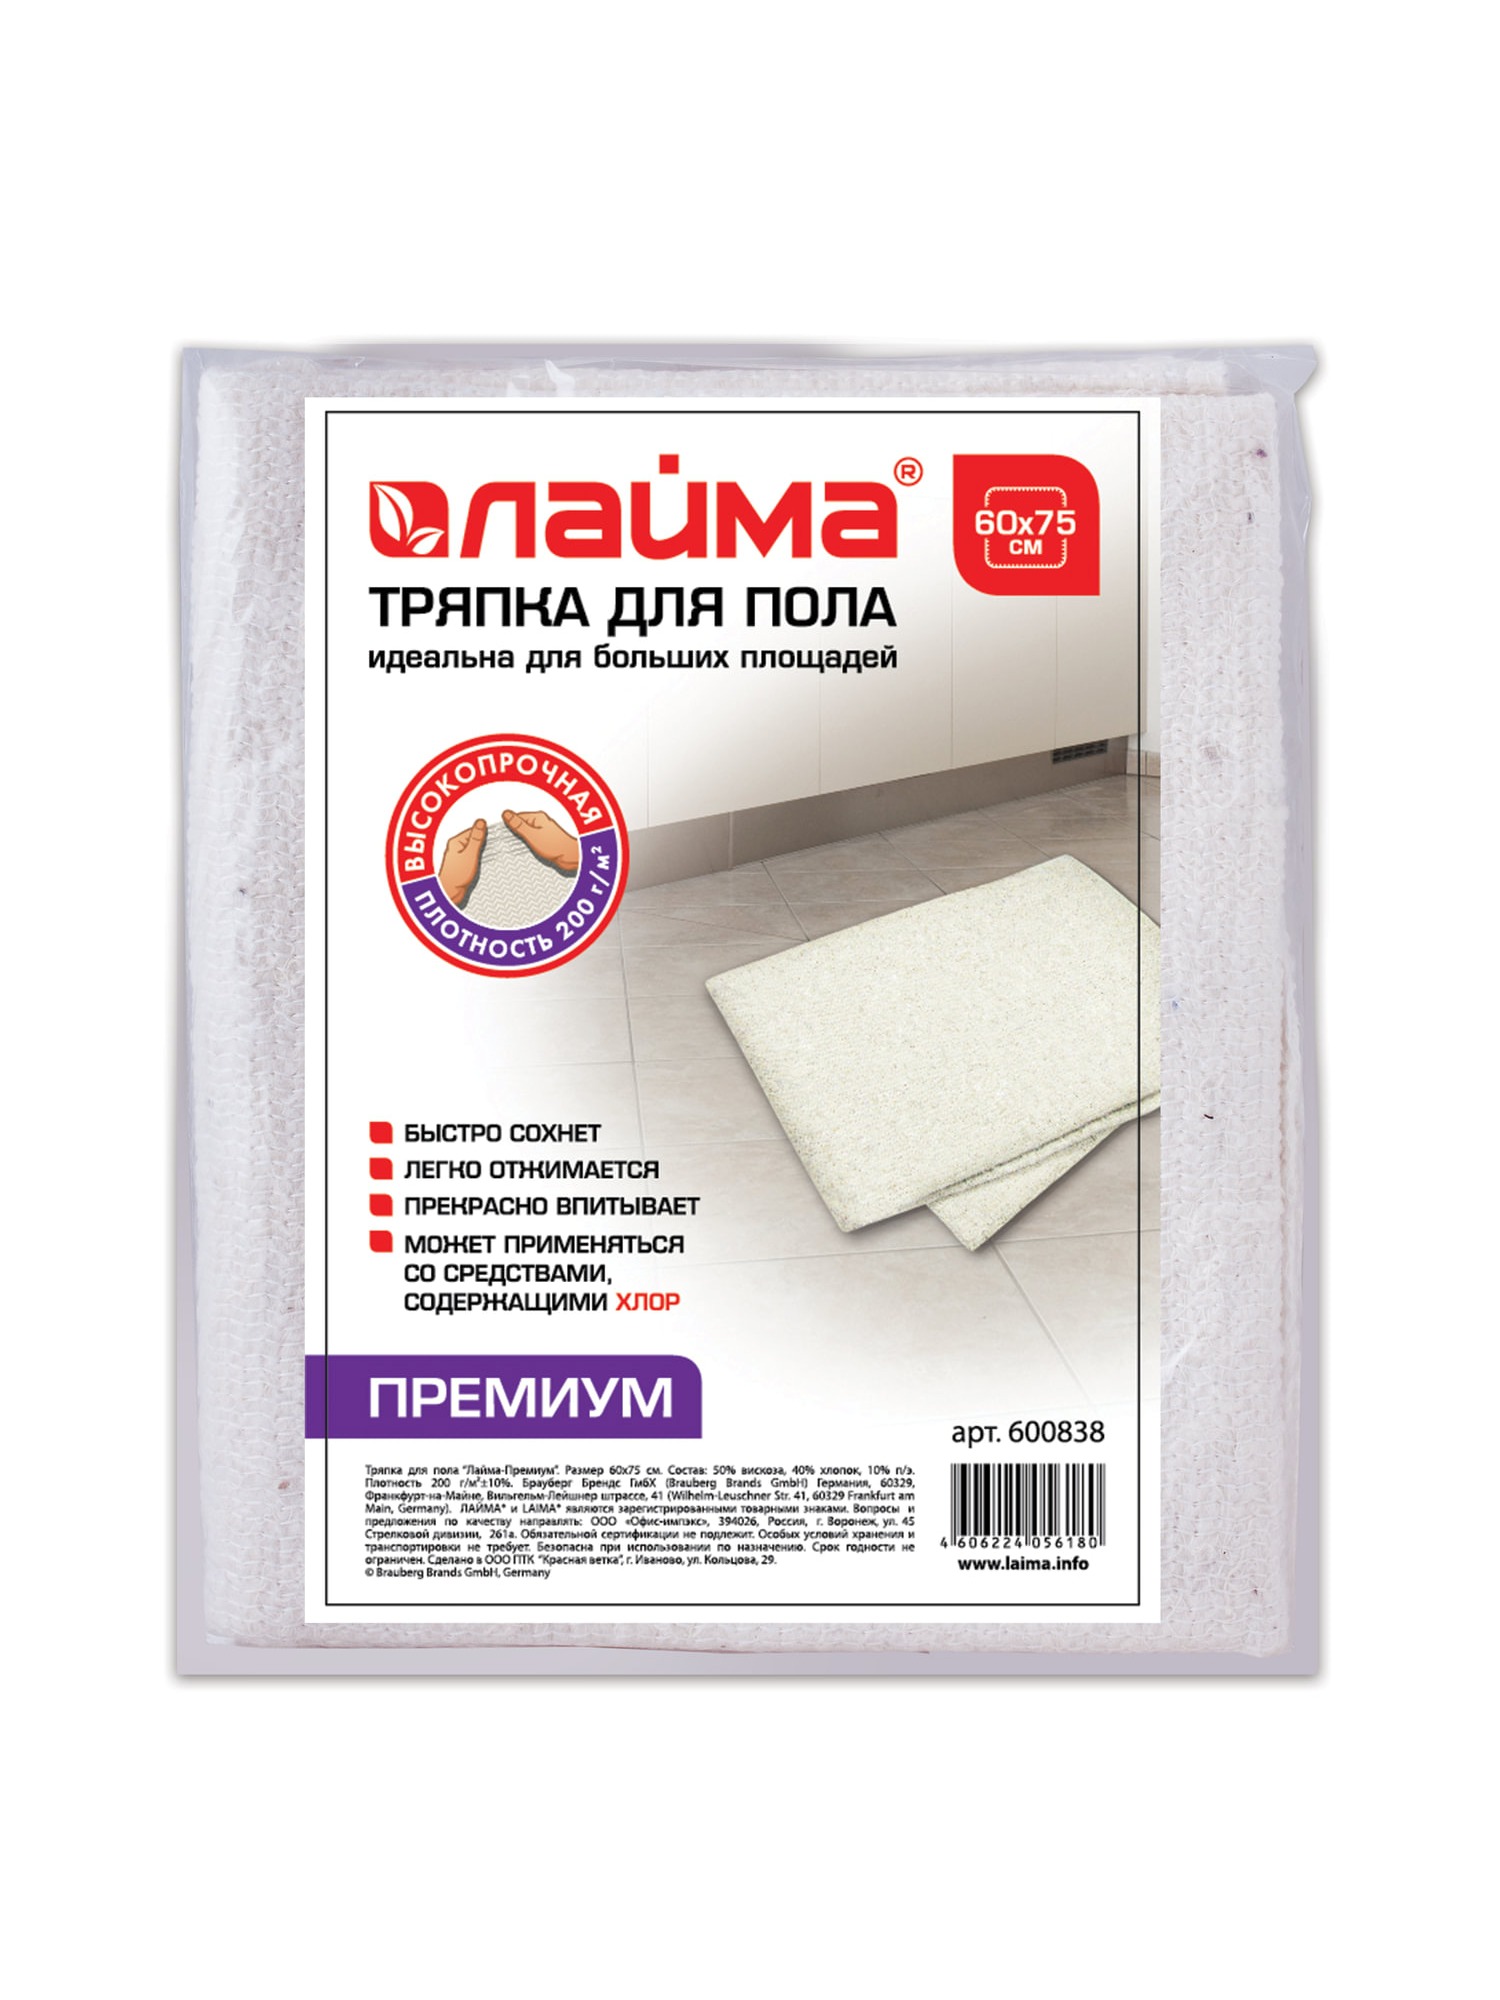 лайма®
60x75
см
ТРЯПКА ДЛЯ ПОЛА
идеальна для больших площадей
ВЫСОКОПРОЧНАЯ
ПЛОТНОСТЬ 200 г/м²
БЫСТРО СОХНЕТ
ЛЕГКО ОТЖИМАЕТСЯ
ПРЕКРАСНО ВПИТЫВАЕТ
МОЖЕТ ПРИМЕНЯТЬСЯ
СО СРЕДСТВАМИ,
СОДЕРЖАЩИМИ ХЛОР
ПРЕМИУМ
арт. 600838
Тряпка для пола "Лайма-Премиум". Размер 60х75 см. Состав: 50% вискоза, 40% хлопок, 10% п/э.
Плотность 200 г/м²±10%. Брауберг Брендс ГмбХ (Brauberg Brands GmbH) Германия, 60329,
Франкфурт-на-Майне, Вильгельм-Лейшнер штрассе, 41 (Wilhelm-Leuschner Str. 41, 60329 Frankfurt am
Main, Germany). ЛАЙМА® и LAIMA® являются зарегистрированными товарными знаками. Вопросы и
предложения по качеству направлять: ООО «Офис-импэкс», 394026, Россия, г. Воронеж, ул. 45
Стрелковой дивизии, 261а. Обязательной сертификации не подлежит. Особых условий хранения и
транспортировки не требует. Безопасна при использовании по назначению. Срок годности не
ограничен. Сделано в ООО ПТК "Красная ветка", г. Иваново, ул. Кольцова, 29.
© Brauberg Brands GmbH, Germany
4 606224 056180
www.laima.info